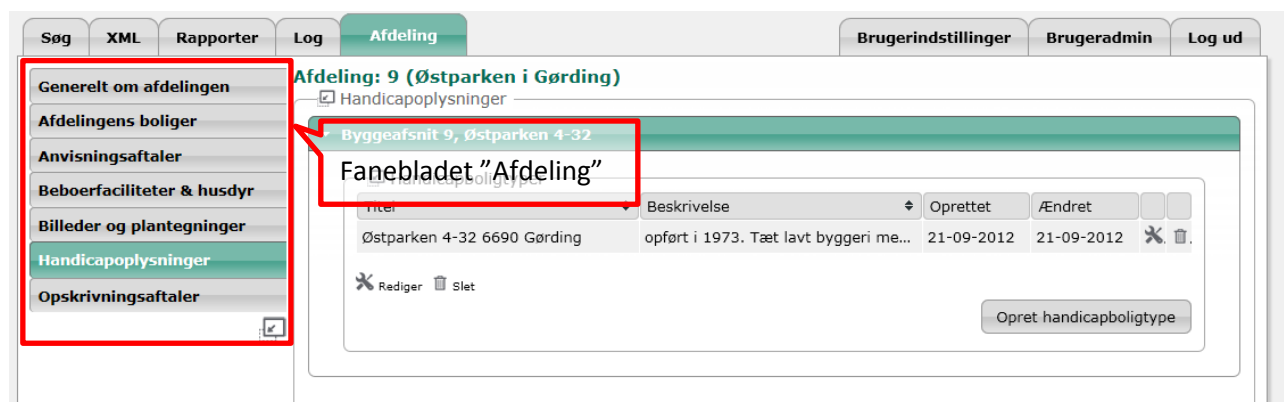 Søg XML Rapporter Log Afdeling Brugerindstillinger Brugeradmin Log ud
Generelt om afdelingen
Afdelingens boliger
Anvisningsaftaler
Beboerfaciliteter & husdyr
Billeder og plantegninger
Handicapoplysninger
Opskrivningsaftaler
Afdeling: 9 (Østparken i Gørding)
Handicapoplysninger
Byggeafsnit 9, Østparken 4-32
Fanebladet ”Afdeling”
Handicapboligtyper
Titel Beskrivelse Oprettet Ændret
Østparken 4-32 6690 Gørding opført i 1973. Tæt lavt byggeri me... 21-09-2012 21-09-2012
Rediger Slet
Opret handicapboligtype